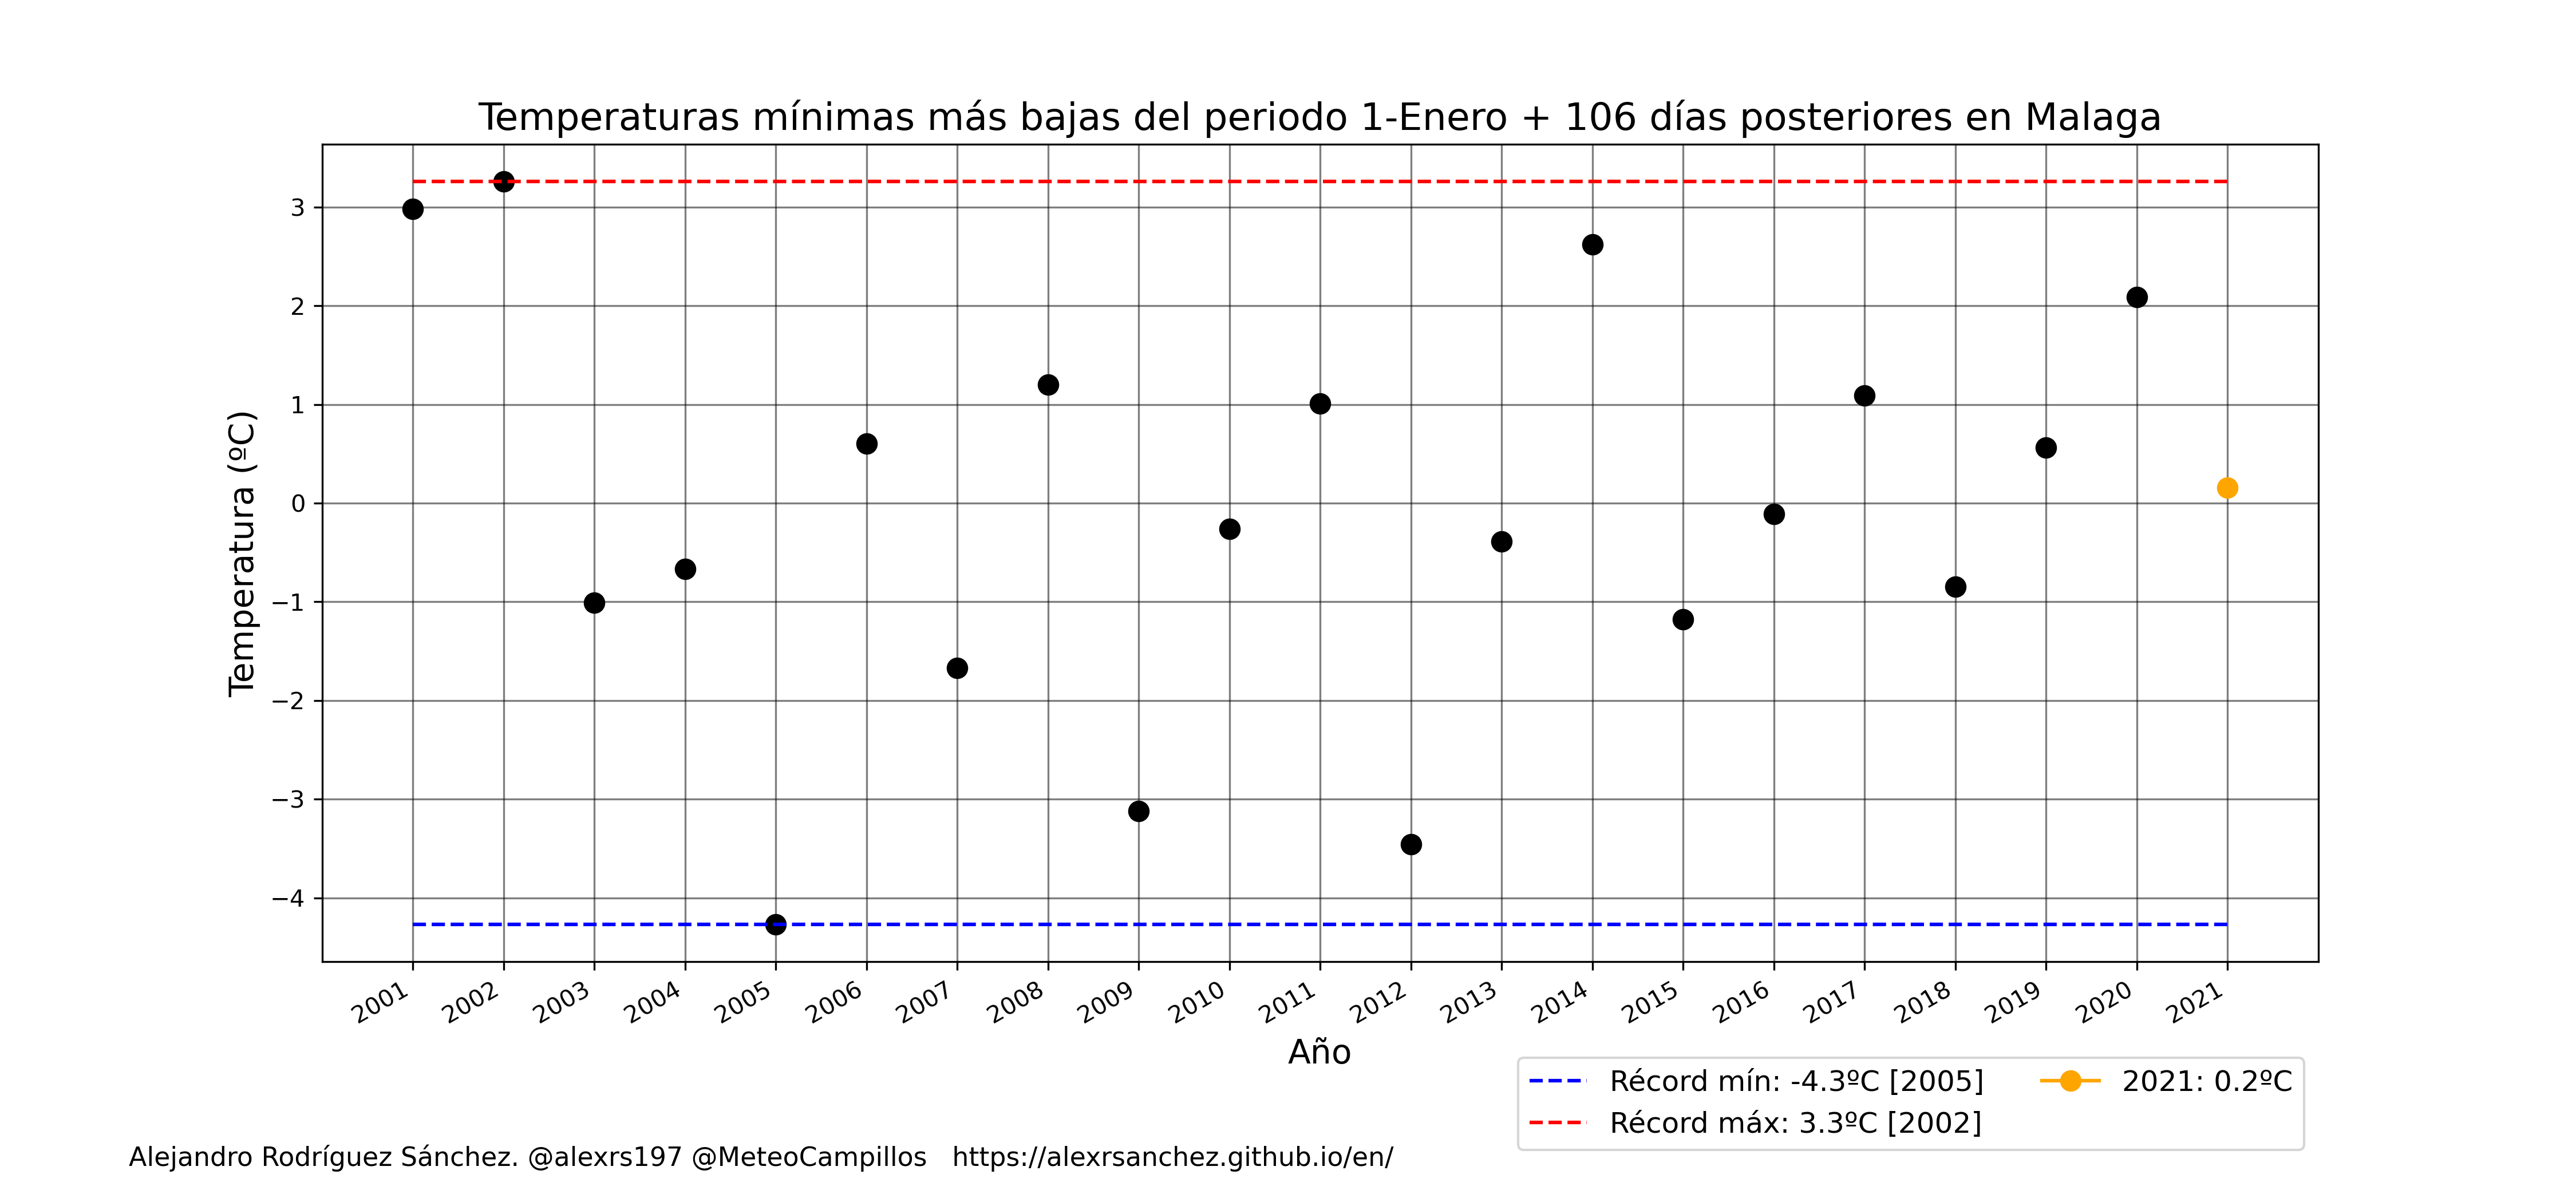 Temperaturas mínimas más bajas del periodo 1-Enero + 106 días posteriores en Malaga
Temperatura (ºC)
3
2
1
0
−1
−2
−3
−4
2001 2002 2003 2004 2005 2006 2007 2008 2009 2010 2011 2012 2013 2014 2015 2016 2017 2018 2019 2020 2021
Año
Récord mín: -4.3ºC [2005] 2021: 0.2ºC
Récord máx: 3.3ºC [2002]
Alejandro Rodríguez Sánchez. @alexrs197 @MeteoCampillos https://alexrsanchez.github.io/en/